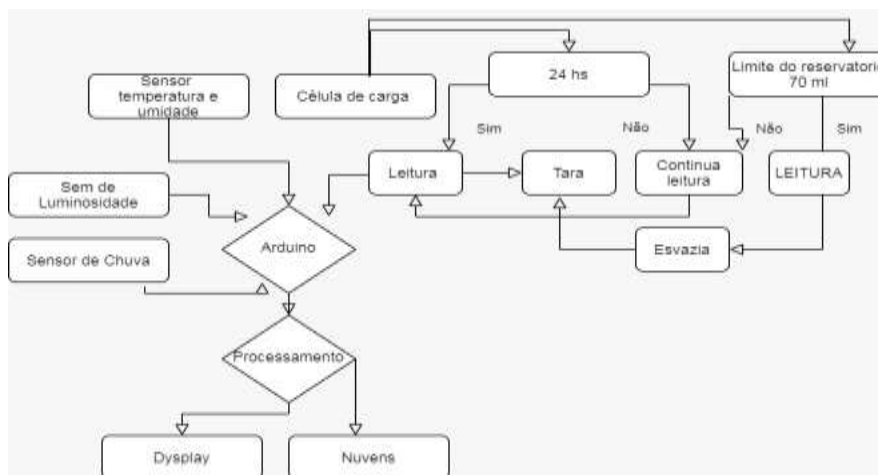 Sensor
temperatura e
umidade
Célula de carga
24 hs
Limite do reservatorio
70 ml
Sim
Não
Não
Sim
Sem de
Luminosidade
Leitura
Tara
Continua
leitura
LEITURA
Arduino
Sensor de Chuva
Esvazia
Processamento
Dysplay
Nuvens